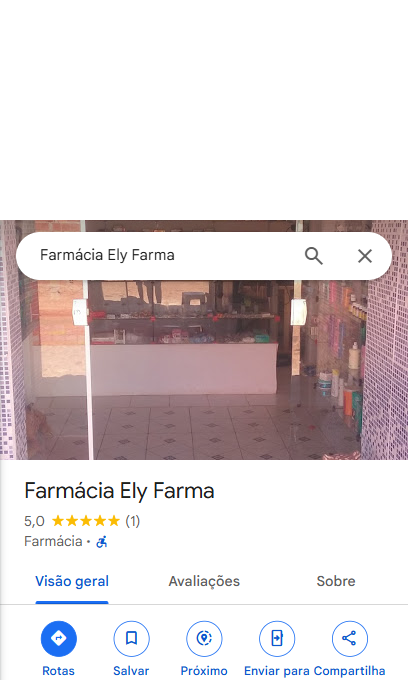 Farmácia Ely Farma
Farmácia Ely Farma
5,0 (1)
Farmácia ·
Visão geral Avaliações Sobre
Rotas Salvar Próximo Enviar para Compartilha